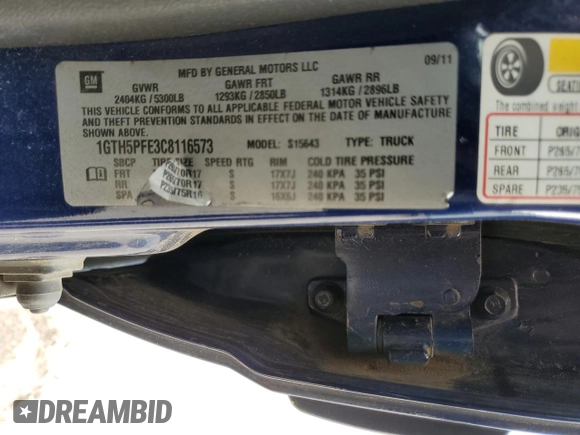 GM
MFD BY GENERAL MOTORS LLC
09/11
GVWR GAWR FRT GAWR RR
2404KG / 5300LB 1293KG / 2850LB 1314KG / 2896LB
THIS VEHICLE CONFORMS TO ALL APPLICABLE FEDERAL MOTOR VEHICLE SAFETY
AND THEFT PREVENTION STANDARDS IN EFFECT ON THE DATE OF MANUFACTURE
SHOWN ABOVE.
1GTH5PFE3C8116573 MODEL: S15643 TYPE: TRUCK
SBCP TIRE SIZE SPEED RTG RIM COLD TIRE PRESSURE
FRT S 17X7J 240 KPA 35 PSI
RR S 17X7J 240 KPA 35 PSI
SPA S 240 KPA 35 PSI
The combined weight
TIRE
FRONT
REAR
SPARE
DREAMBID